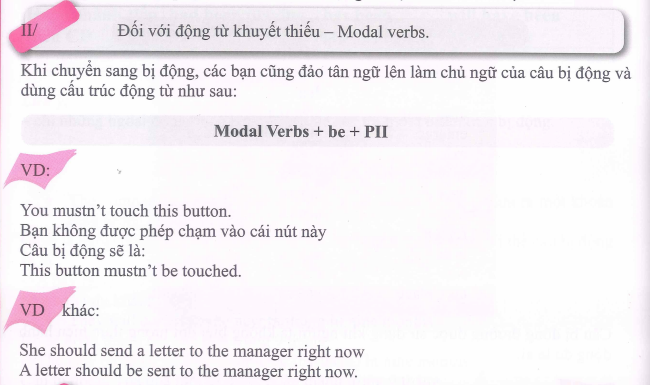 II/ Đối với động từ khuyết thiếu – Modal verbs.
Khi chuyển sang bị động, các bạn cũng đảo tân ngữ lên làm chủ ngữ của câu bị động và
dùng cấu trúc động từ như sau:
Modal Verbs + be + PII
VD:
You mustn’t touch this button.
Bạn không được phép chạm vào cái nút này
Câu bị động sẽ là:
This button mustn’t be touched.
VD khác:
She should send a letter to the manager right now
A letter should be sent to the manager right now.